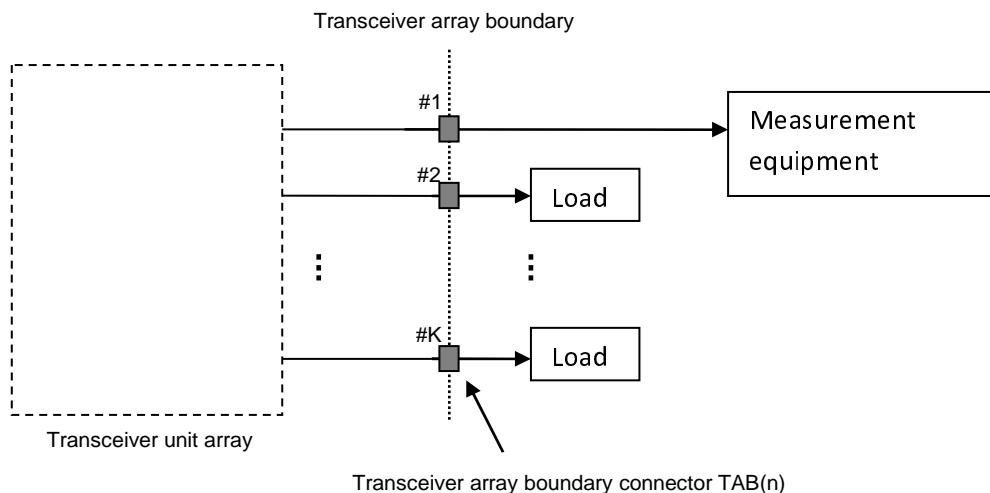 Transceiver array boundary
#1
Measurement
equipment
#2
Load
#K
Load
Transceiver unit array
Transceiver array boundary connector TAB(n)